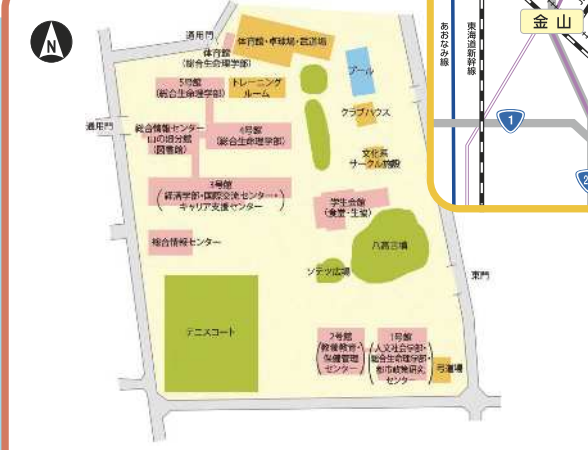 N
通用門
体育館・卓球場・武道場
体育館
(総合生命理学部)
5号館
(総合生命理学部)
トレーニング
ルーム
プール
クラブハウス
通用門
総合情報センター
山の畑分館
(図書館)
4号館
(総合生命理学部)
文化系
サークル施設
3号館
(経済学部・国際交流センター・
キャリア支援センター)
学生会館
(食堂・生協)
総合情報センター
八高古墳
ソテツ広場
東門
テニスコート
2号館
(教養教育・
保健管理
センター)
1号館
(人文社会学部・
総合生命理学部・
都市政策研究
センター)
弓道場
あおなみ線
東海道新幹線
金山
1
2